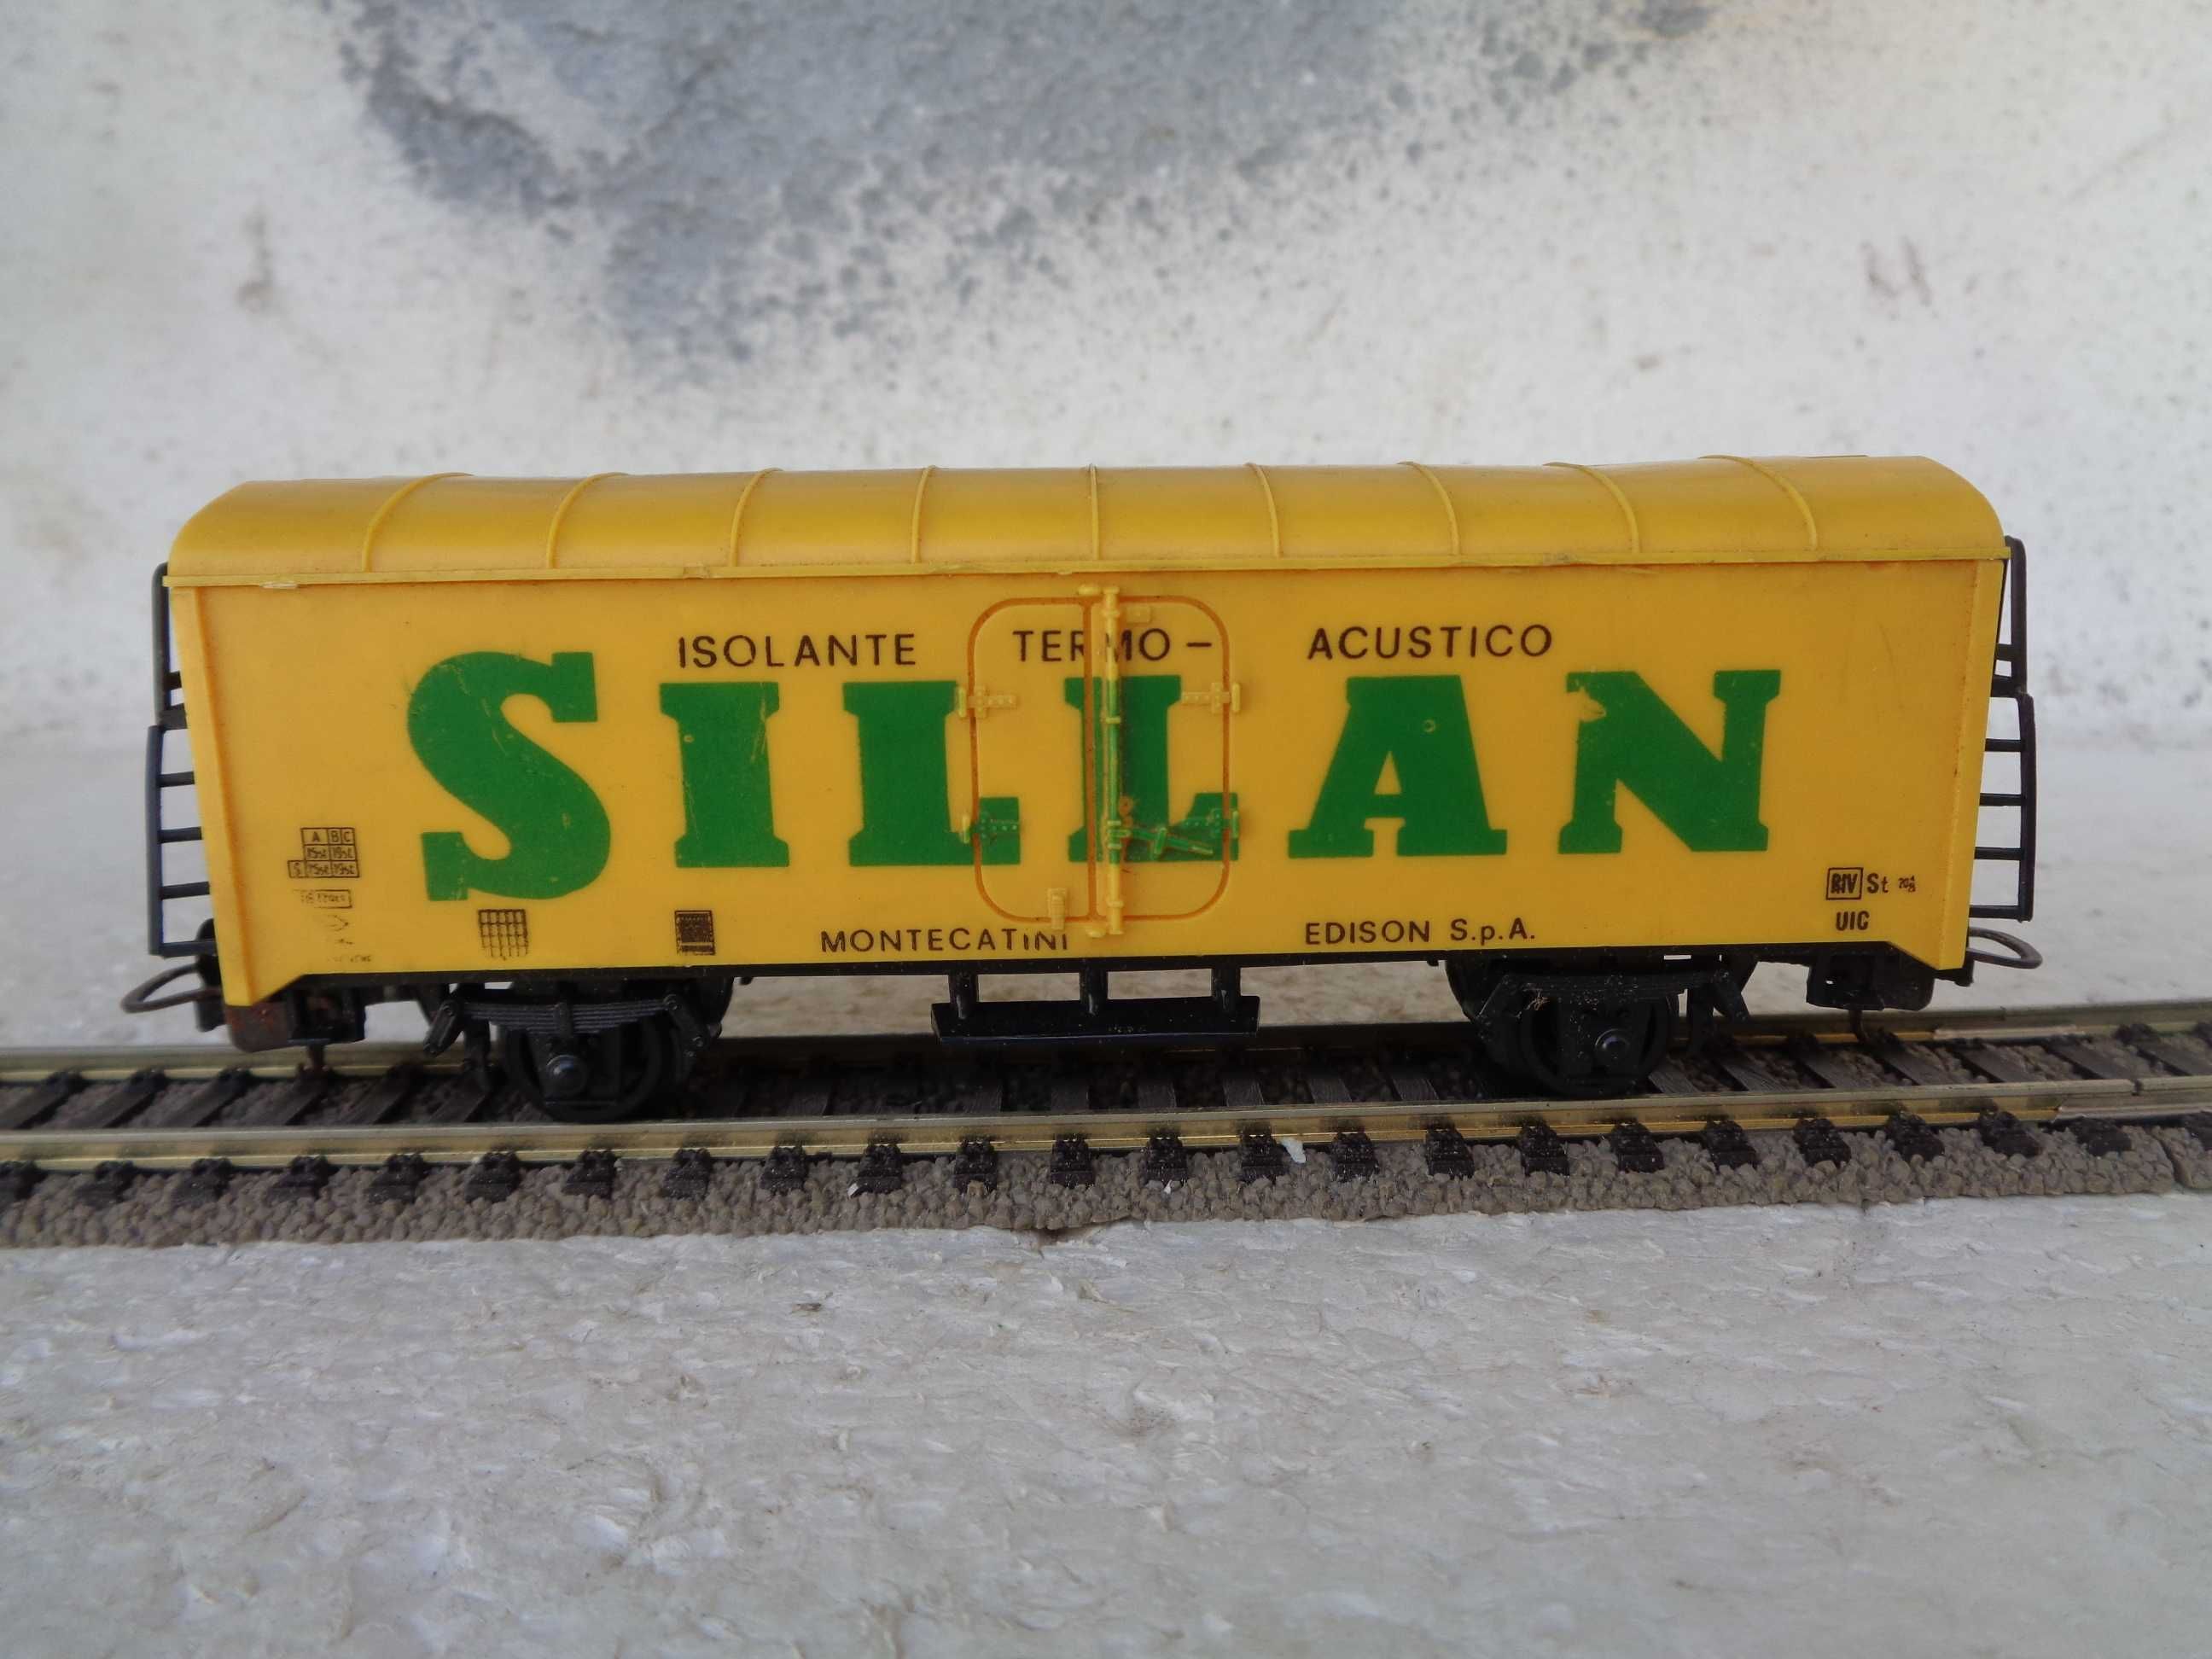 ISOLANTE TERMO - ACUSTICO
SILLAN
A B C
S
RIV St
UIC
MONTECATINI EDISON S.p.A.